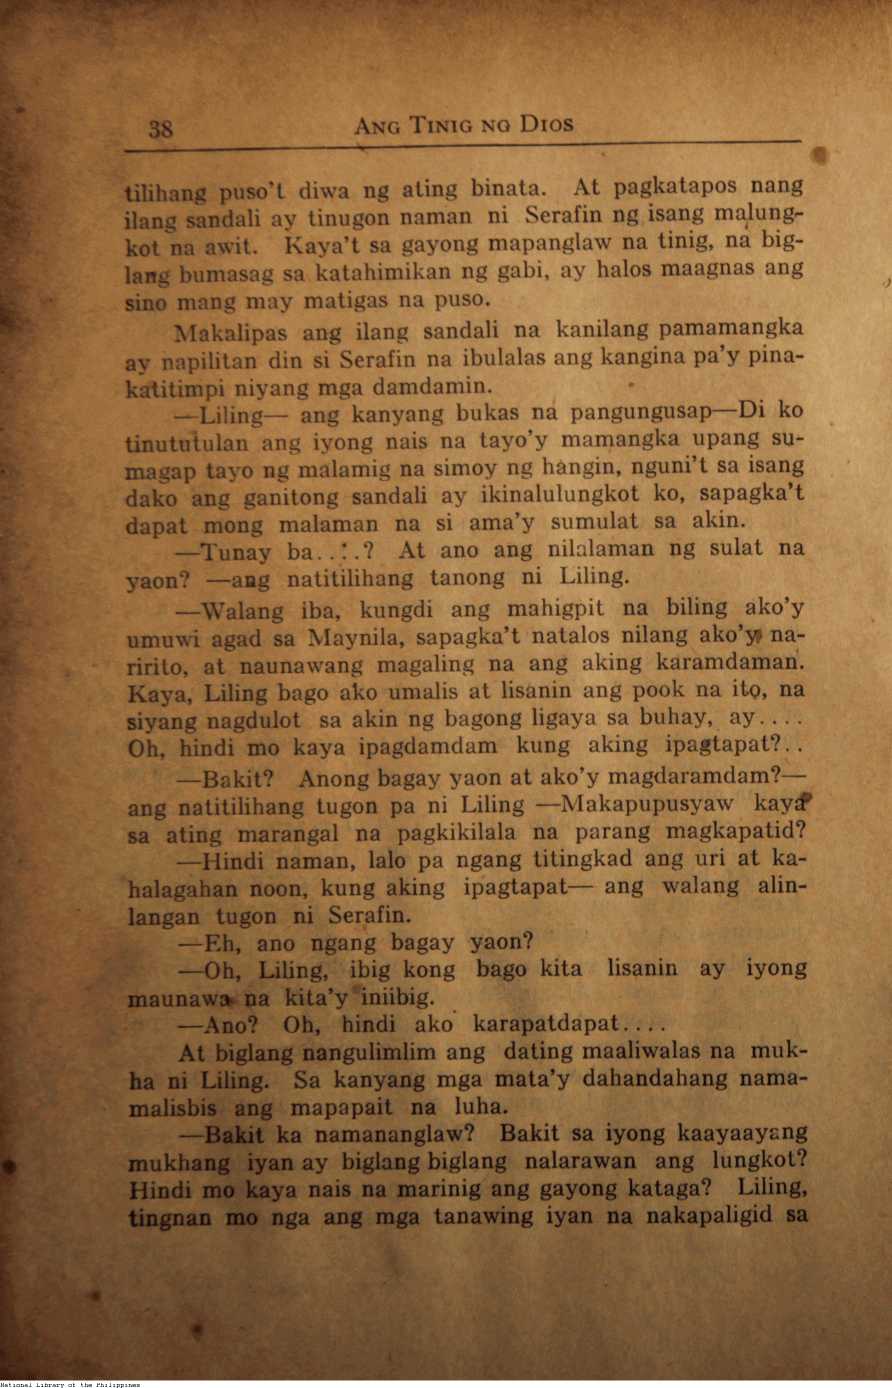 38 ANG TINIG NG DIOS
tilihang puso't diwa ng ating binata. At pagkatapos nang
ilang sandali ay tinugon naman ni Serafin ng isang malung-
kot na awit. Kaya't sa gayong mapanglaw na tinig, na big-
lang bumasag sa katahimikan ng gabi, ay halos maagnas ang
sino mang may matigas na puso.
Makalipas ang ilang sandali na kanilang pamamangka
ay napilitan din si Serafin na ibulalas ang kangina pa'y pina-
katitimpi niyang mga damdamin.
—Liling— ang kanyang bukas na pangungusap—Di ko
tinututulan ang iyong nais na tayo'y mamangka upang su-
magap tayo ng malamig na simoy ng hangin, nguni't sa isang
dako ang ganitong sandali ay ikinalulungkot ko, sapagka't
dapat mong malaman na si ama'y sumulat sa akin.
—Tunay ba....? At ano ang nilalaman ng sulat na
yaon? —ang natitilihang tanong ni Liling.
—Walang iba, kungdi ang mahigpit na biling ako'y
umuwi agad sa Maynila, sapagka't natalos nilang ako'y na-
ririto, at naunawang magaling na ang aking karamdaman.
Kaya, Liling bago ako umalis at lisanin ang pook na ito, na
siyang nagdulot sa akin ng bagong ligaya sa buhay, ay....
Oh, hindi mo kaya ipagdamdam kung aking ipagtapat?..
—Bakit? Anong bagay yaon at ako'y magdaramdam?—
ang natitilihang tugon pa ni Liling —Makapupusyaw kaya
sa ating marangal na pagkikilala na parang magkapatid?
—Hindi naman, lalo pa ngang titingkad ang uri at ka-
halagahan noon, kung aking ipagtapat— ang walang alin-
langan tugon ni Serafin.
—Eh, ano ngang bagay yaon?
—Oh, Liling, ibig kong bago kita lisanin ay iyong
maunawa na kita'y iniibig.
—Ano? Oh, hindi ako karapatdapat....
At biglang nangulimlim ang dating maaliwalas na muk-
ha ni Liling. Sa kanyang mga mata'y dahandahang nama-
malisbis ang mapapait na luha.
—Bakit ka namananglaw? Bakit sa iyong kaayaayang
mukhang iyan ay biglang biglang nalarawan ang lungkot?
Hindi mo kaya nais na marinig ang gayong kataga? Liling,
tingnan mo nga ang mga tanawing iyan na nakapaligid sa
National Library of the Philippines